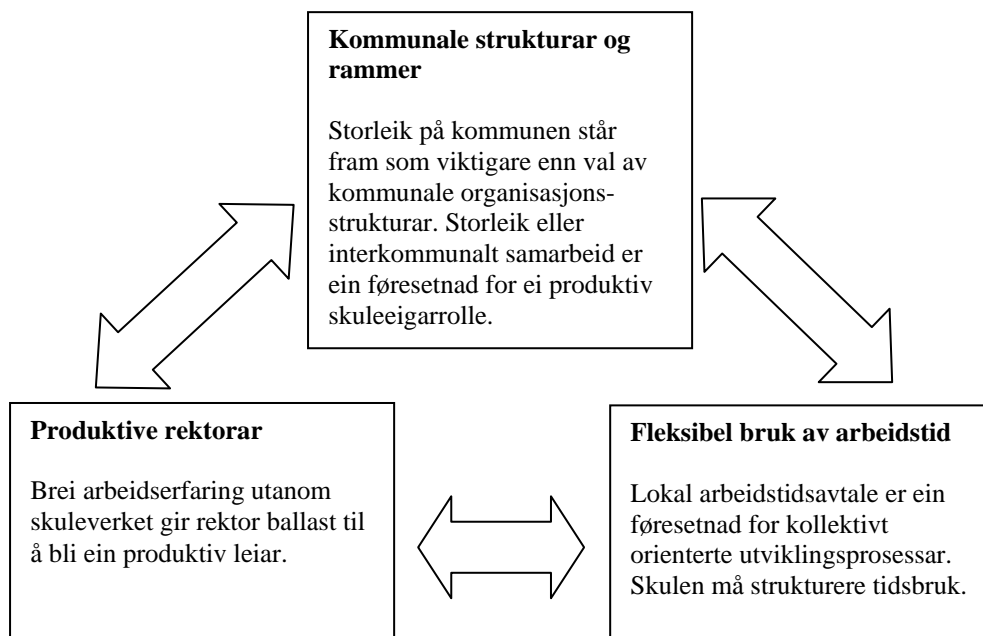 Kommunale strukturar og
rammer
Storleik på kommunen står
fram som viktigare enn val av
kommunale organisasjons-
strukturar. Storleik eller
interkommunalt samarbeid er
ein føresetnad for ei produktiv
skuleeigarrolle.
Produktive rektorar
Brei arbeidserfaring utanom
skuleverket gir rektor ballast til
å bli ein produktiv leiar.
Fleksibel bruk av arbeidstid
Lokal arbeidstidsavtale er ein
føresetnad for kollektivt
orienterte utviklingsprosessar.
Skulen må strukturere tidsbruk.